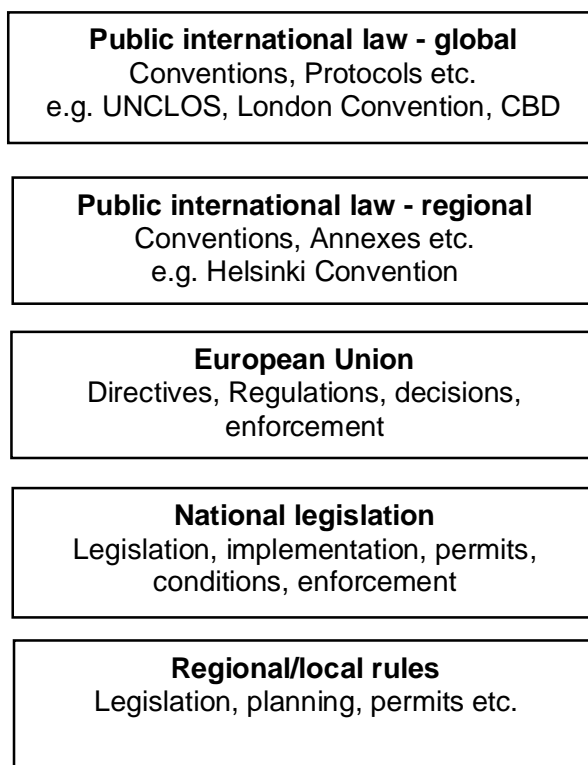 Public international law - global
Conventions, Protocols etc.
e.g. UNCLOS, London Convention, CBD
Public international law - regional
Conventions, Annexes etc.
e.g. Helsinki Convention
European Union
Directives, Regulations, decisions,
enforcement
National legislation
Legislation, implementation, permits,
conditions, enforcement
Regional/local rules
Legislation, planning, permits etc.